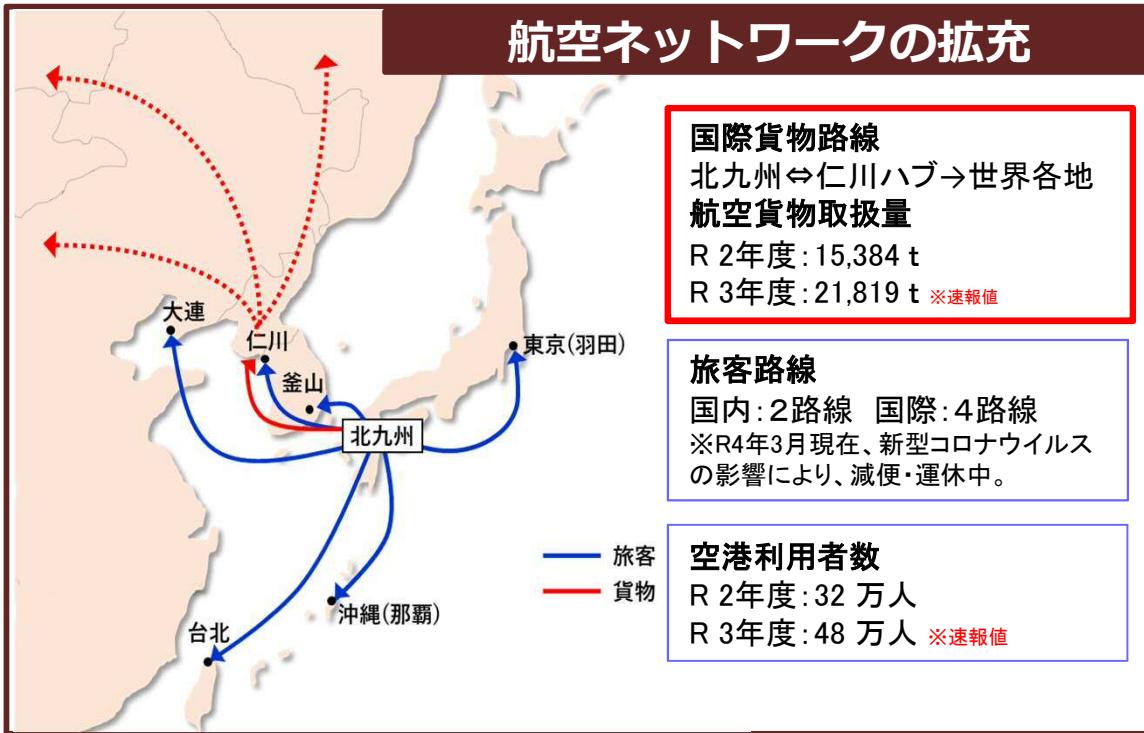 航空ネットワークの拡充
国際貨物路線
北九州⇔仁川ハブ→世界各地
航空貨物取扱量
R 2年度：15,384 t
R 3年度：21,819 t ※速報値
旅客路線
国内：２路線 国際：４路線
※R4年3月現在、新型コロナウイルス
の影響により、減便・運休中。
空港利用者数
R 2年度：32 万人
R 3年度：48 万人 ※速報値
大連
仁川
釜山
東京(羽田)
北九州
旅客
貨物
沖縄(那覇)
台北